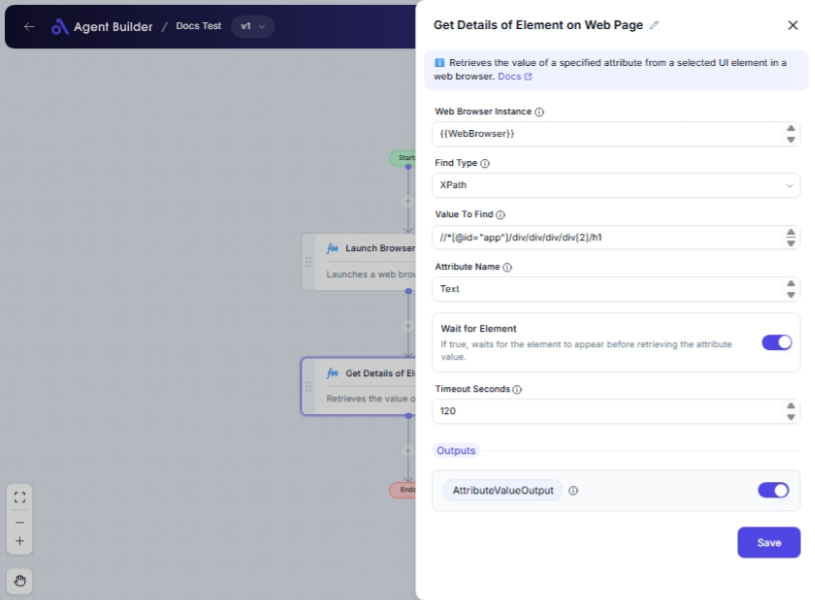 Agent Builder / Docs Test v1
Start
Launch Browser
Launches a web brow
Get Details of El
Retrieves the value o
End
Get Details of Element on Web Page
Retrieves the value of a specified attribute from a selected UI element in a
web browser. Docs
Web Browser Instance
{{WebBrowser}}
Find Type
XPath
Value To Find
//*[@id="app"]/div/div/div/div[2]/h1
Attribute Name
Text
Wait for Element
If true, waits for the element to appear before retrieving the attribute
value.
Timeout Seconds
120
Outputs
AttributeValueOutput
Save